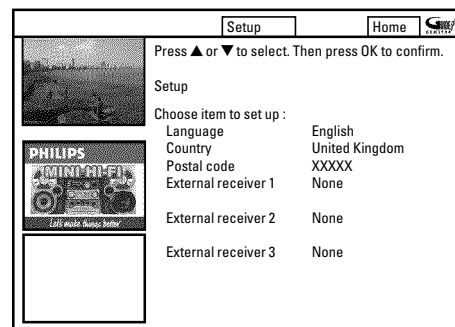 Setup Home GUIDE
GEMSTAR
Press ▲ or ▼ to select. Then press OK to confirm.
Setup
Choose item to set up :
Language English
Country United Kingdom
Postal code XXXXX
External receiver 1 None
External receiver 2 None
External receiver 3 None
PHILIPS
MINI-HI-FI
Let's make things better